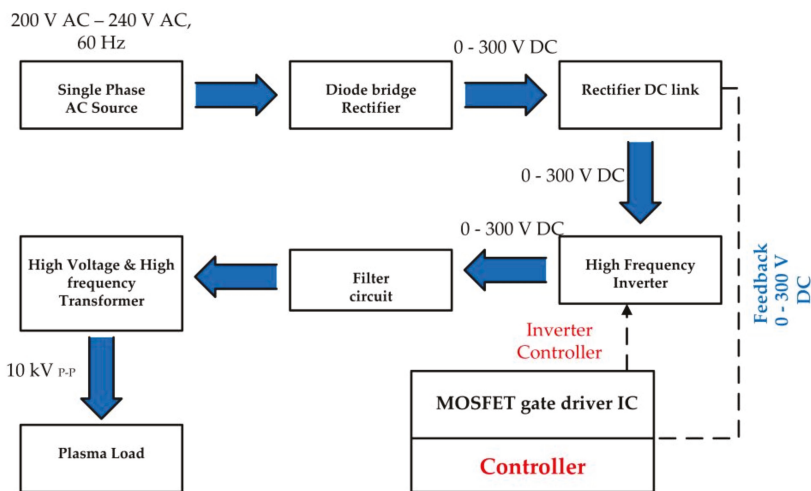 200 V AC – 240 V AC,
60 Hz
0 - 300 V DC
Single Phase
AC Source
Diode bridge
Rectifier
Rectifier DC link
0 - 300 V DC
0 - 300 V DC
High Voltage & High
frequency
Transformer
Filter
circuit
High Frequency
Inverter
Feedback
0 - 300 V
DC
Inverter
Controller
10 kV P-P
MOSFET gate driver IC
Plasma Load
Controller